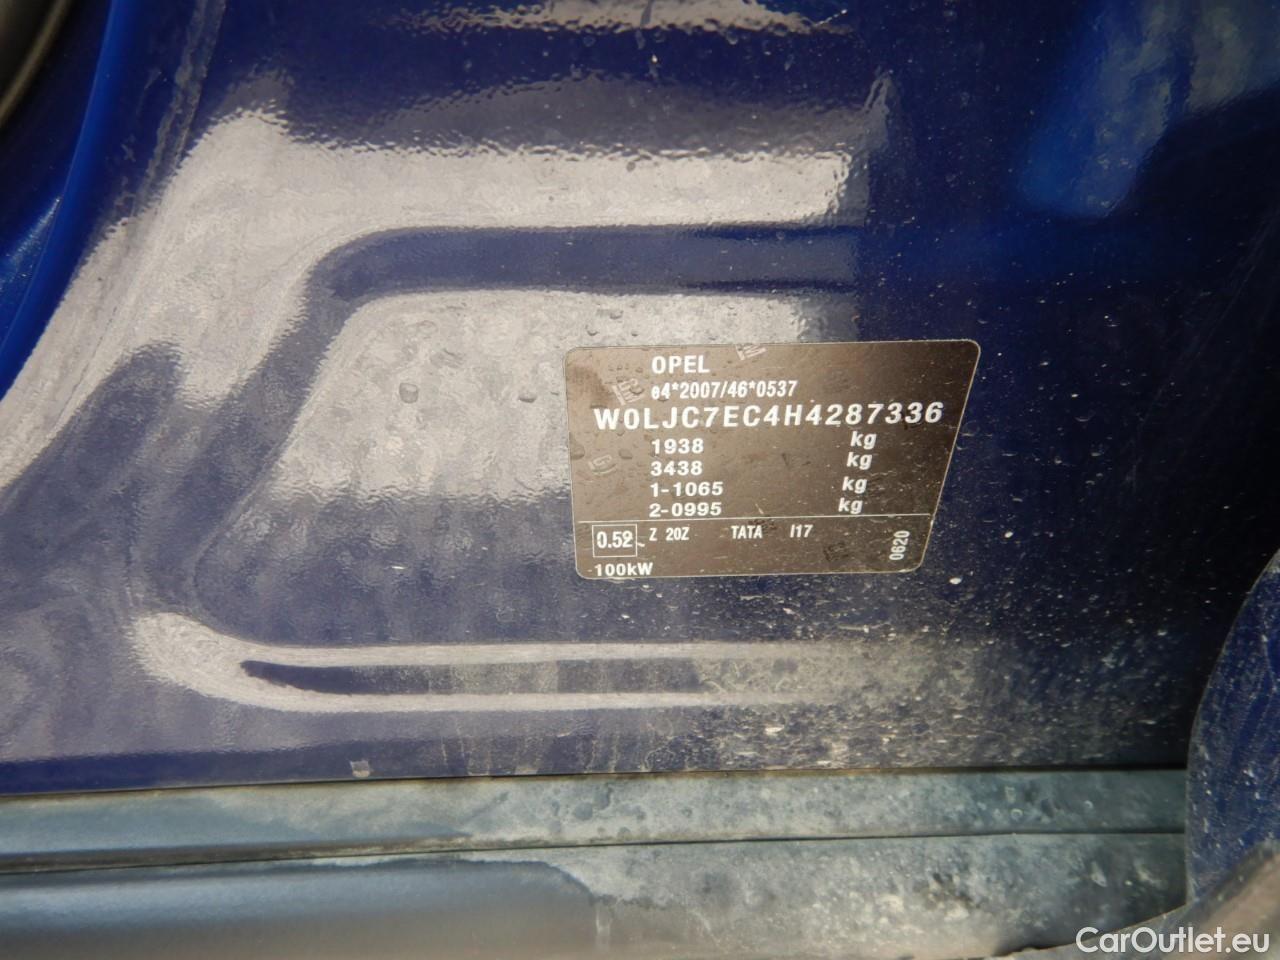 OPEL
e4*2007/46*0537
W0LJC7EC4H4287336
1938 kg
3438 kg
1-1065 kg
2-0995 kg
0.52 Z 20Z TATA I17
0620
100kW
CarOutlet.eu